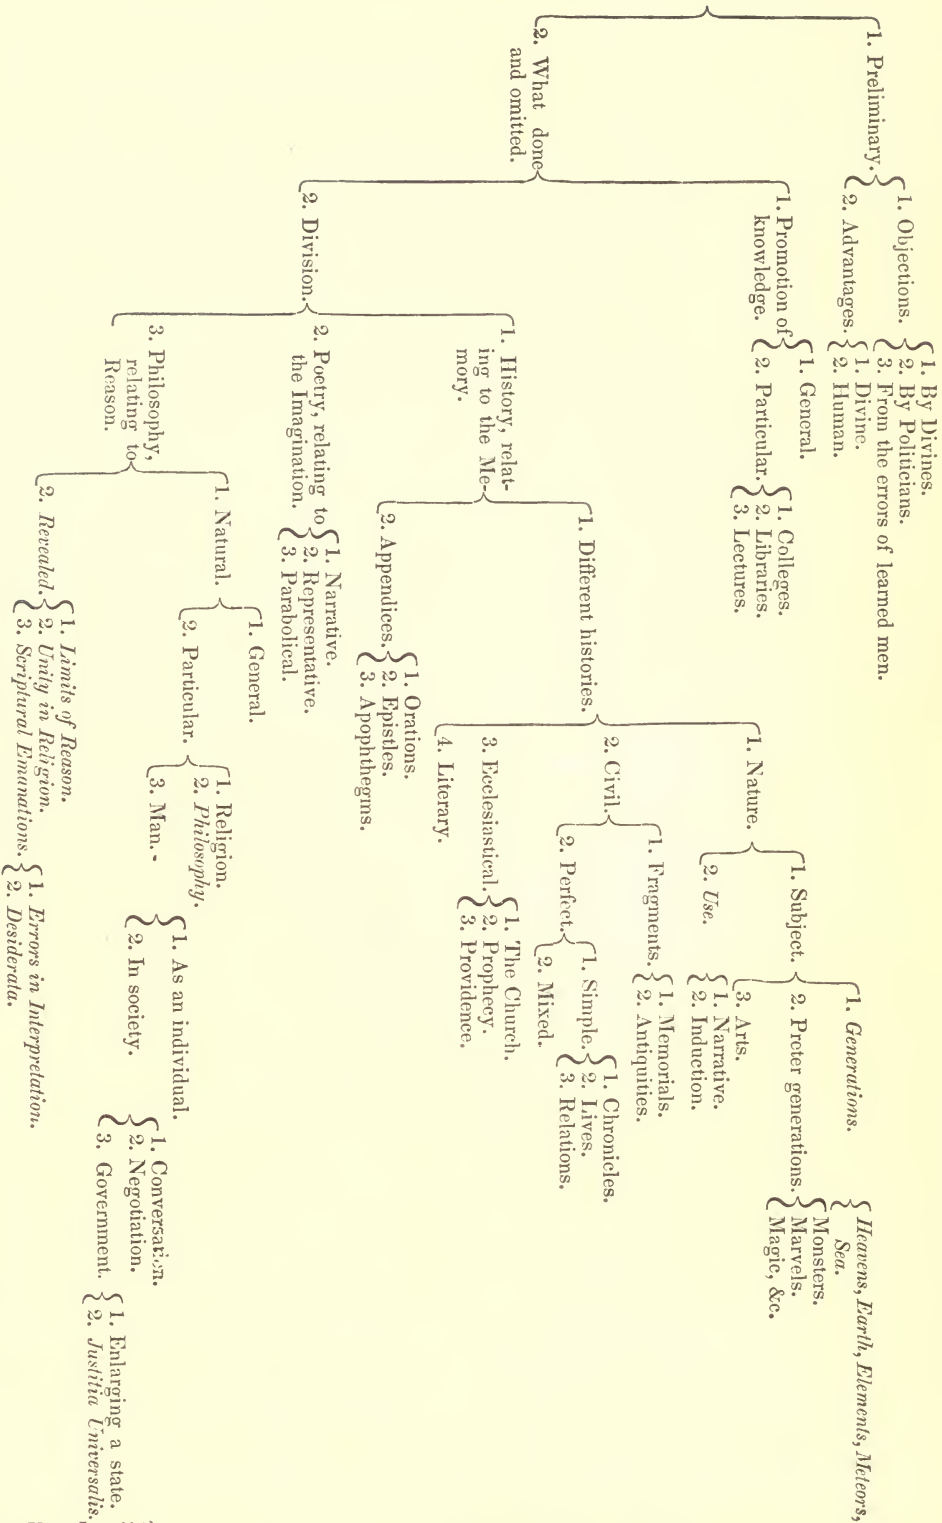 1. Preliminary.
1. Objections.
1. By Divines.
2. By Politicians.
3. From the errors of learned men.
2. Advantages.
1. Divine.
2. Human.
2. What done
and omitted.
1. Promotion of
knowledge.
1. General.
2. Particular.
1. Colleges.
2. Libraries.
3. Lectures.
2. Division.
1. History, relat-
ing to the Me-
mory.
1. Different histories.
1. Nature.
1. Subject.
1. Generations.
Heavens, Earth, Elements, Meteors,
Sea.
2. Preter generations.
Monsters.
Marvels.
Magic, &c.
3. Arts.
2. Use.
1. Narrative.
2. Induction.
2. Civil.
1. Fragments.
1. Memorials.
2. Antiquities.
2. Perfect.
1. Simple.
1. Chronicles.
2. Lives.
3. Relations.
2. Mixed.
3. Ecclesiastical.
1. The Church.
2. Prophecy.
3. Providence.
4. Literary.
2. Appendices.
1. Orations.
2. Epistles.
3. Apophthegms.
2. Poetry, relating to
the Imagination.
1. Narrative.
2. Representative.
3. Parabolical.
3. Philosophy,
relating to
Reason.
1. Natural.
1. General.
2. Particular.
1. Religion.
2. Philosophy.
3. Man. -
1. As an individual.
2. In society.
1. Conversation.
2. Negotiation.
3. Government.
1. Enlarging a state.
2. Justitia Universalis.
2. Revealed.
1. Limits of Reason.
2. Unity in Religion.
3. Scriptural Emanations.
1. Errors in Interpretation.
2. Desiderata.